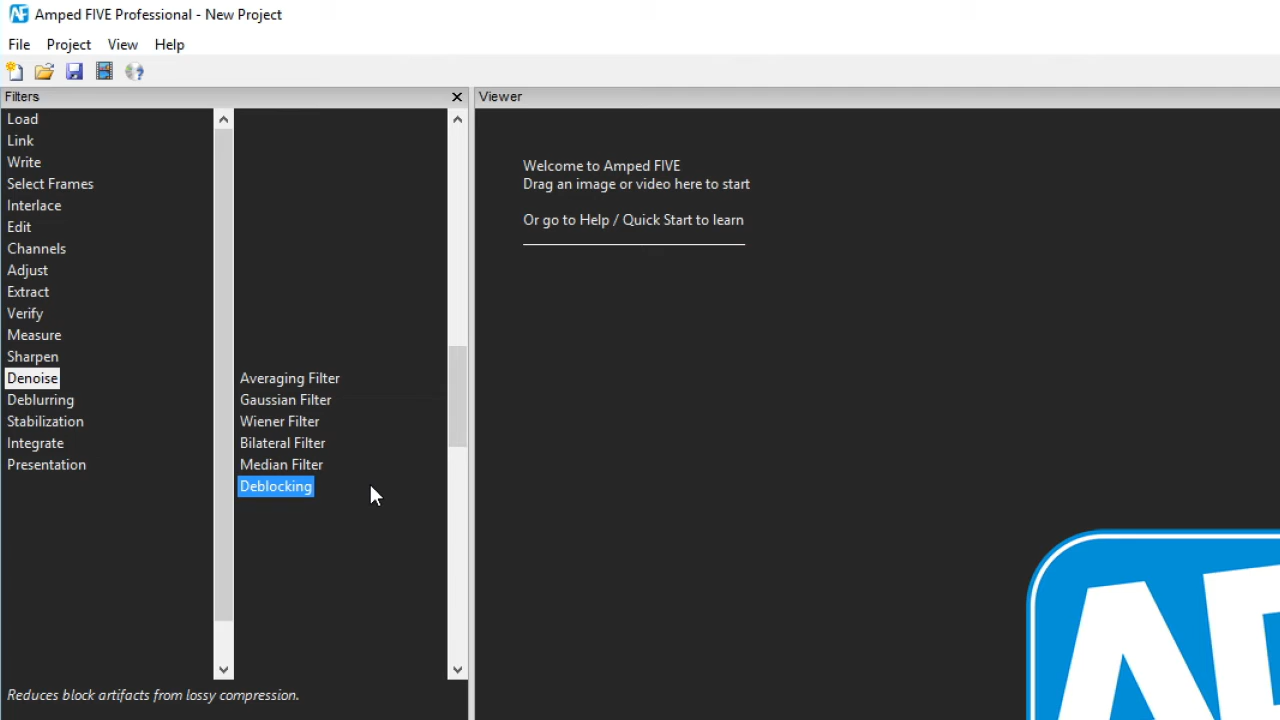 Amped FIVE Professional - New Project
File Project View Help
Filters
Viewer
Load
Link
Write
Select Frames
Interlace
Edit
Channels
Adjust
Extract
Verify
Measure
Sharpen
Denoise
Deblurring
Stabilization
Integrate
Presentation
Averaging Filter
Gaussian Filter
Wiener Filter
Bilateral Filter
Median Filter
Deblocking
Reduces block artifacts from lossy compression.
Welcome to Amped FIVE
Drag an image or video here to start
Or go to Help / Quick Start to learn